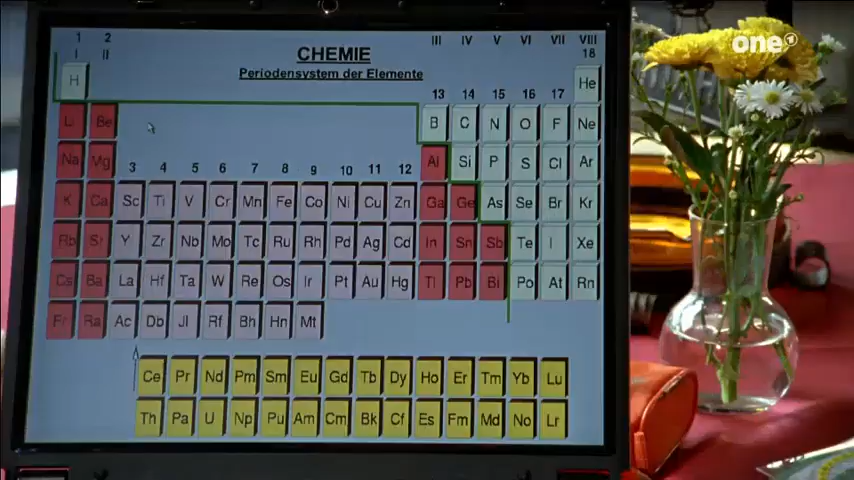 1 2 III IV V VI VII VIII
I II CHEMIE 18
Periodensystem der Elemente
H He
13 14 15 16 17
Li Be B C N O F Ne
Na Mg Al Si P S Cl Ar
3 4 5 6 7 8 9 10 11 12
K Ca Sc Ti V Cr Mn Fe Co Ni Cu Zn Ga Ge As Se Br Kr
Rb Sr Y Zr Nb Mo Tc Ru Rh Pd Ag Cd In Sn Sb Te I Xe
Cs Ba La Hf Ta W Re Os Ir Pt Au Hg Tl Pb Bi Po At Rn
Fr Ra Ac Db Jl Rf Bh Hn Mt
Ce Pr Nd Pm Sm Eu Gd Tb Dy Ho Er Tm Yb Lu
Th Pa U Np Pu Am Cm Bk Cf Es Fm Md No Lr
one